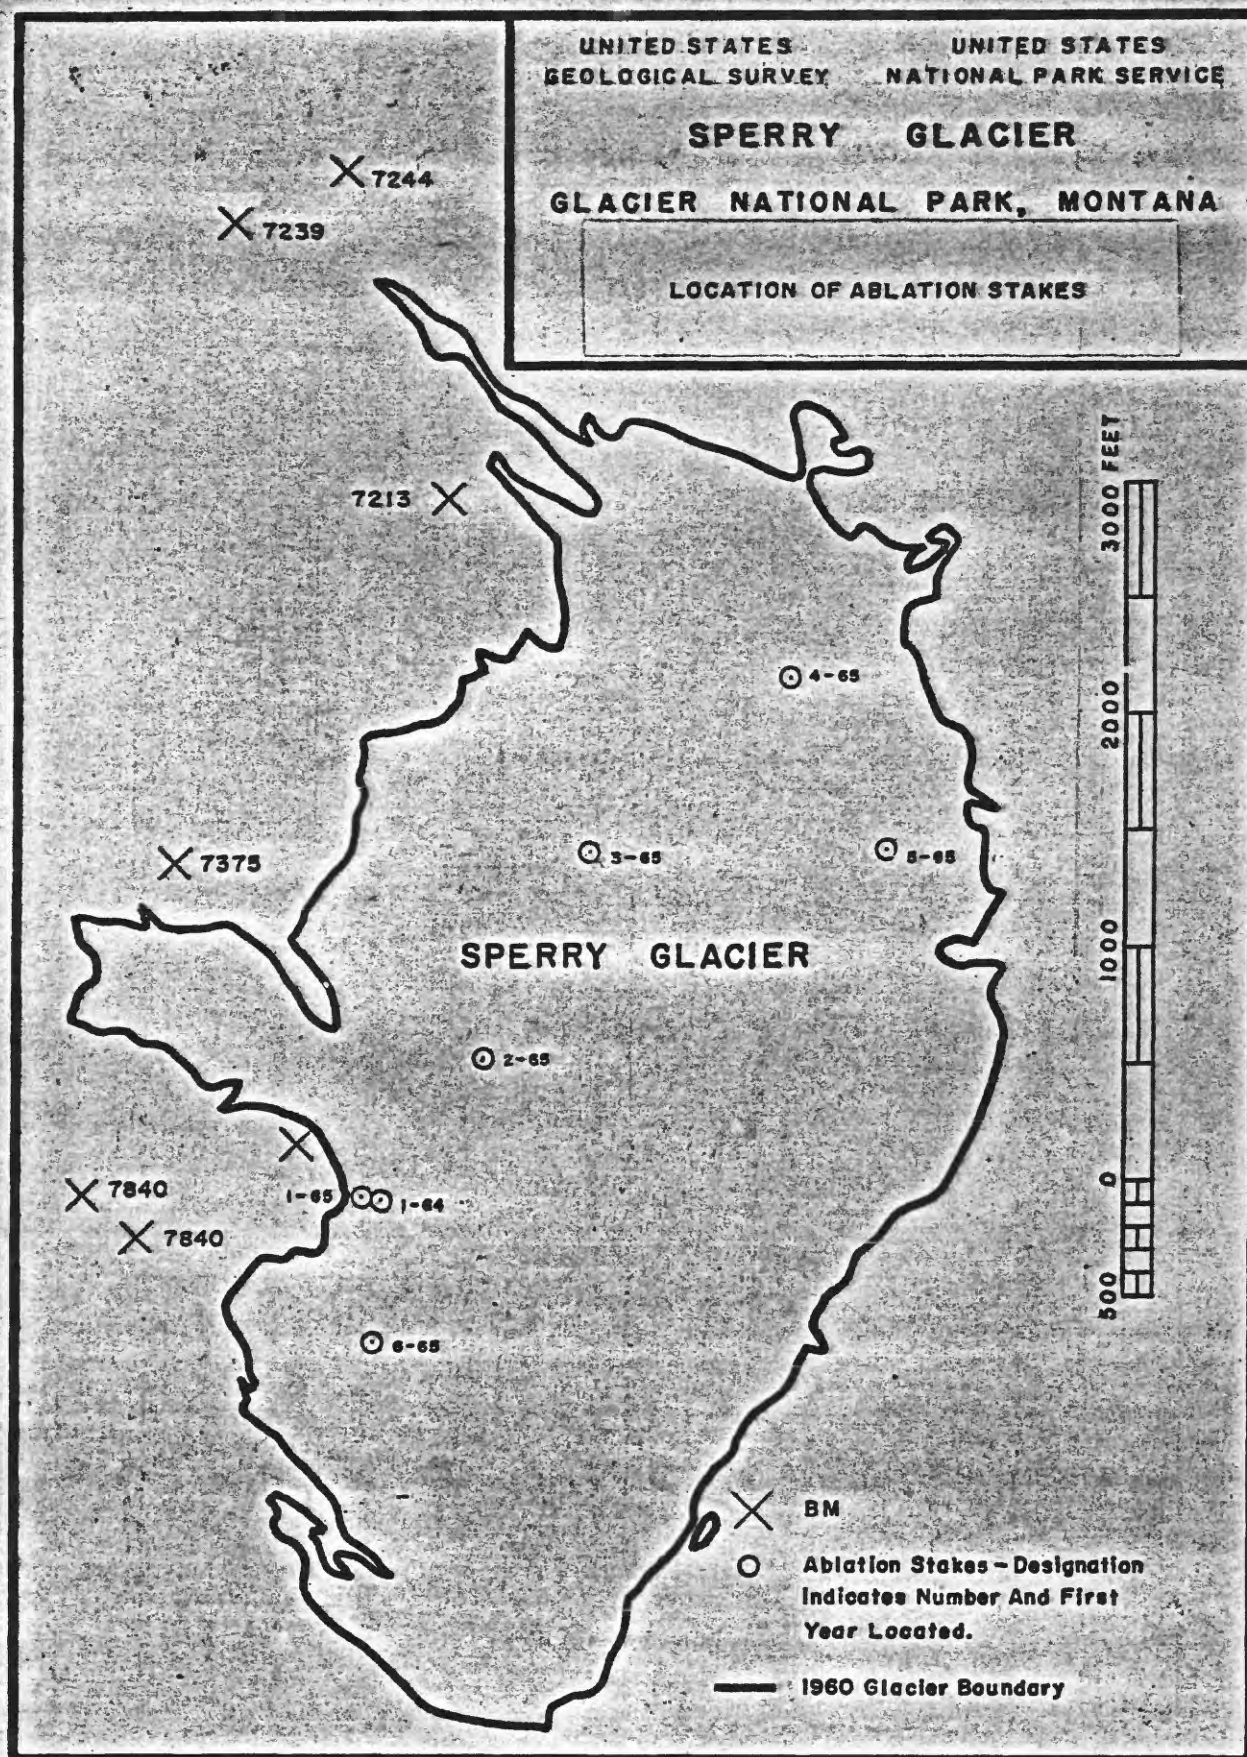 UNITED STATES
GEOLOGICAL SURVEY
UNITED STATES
NATIONAL PARK SERVICE
SPERRY GLACIER
GLACIER NATIONAL PARK, MONTANA
LOCATION OF ABLATION STAKES
7244
7239
7213
3000 FEET
2000
1000
0
500
4-65
3-65
5-65
7375
SPERRY GLACIER
2-65
7840
1-65
1-64
7840
6-65
BM
Ablation Stakes - Designation
Indicates Number And First
Year Located.
1960 Glacier Boundary